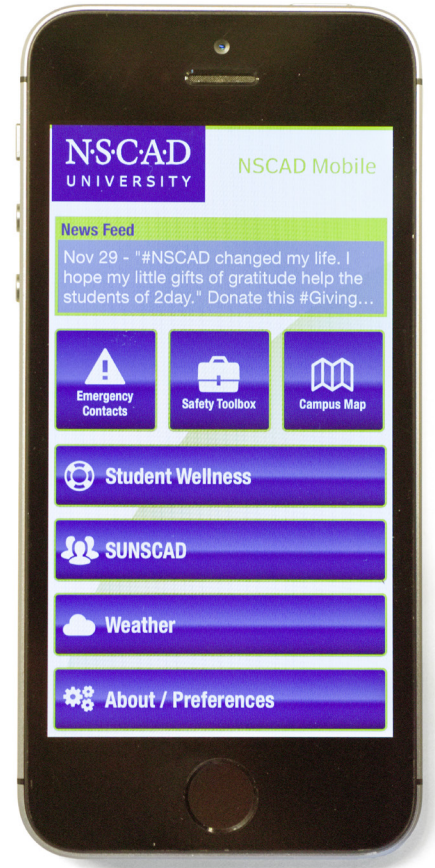 N·S·C·A·D
UNIVERSITY
NSCAD Mobile
News Feed
Nov 29 - "#NSCAD changed my life. I
hope my little gifts of gratitude help the
students of 2day." Donate this #Giving...
Emergency
Contacts
Safety Toolbox
Campus Map
Student Wellness
SUNSCAD
Weather
About / Preferences